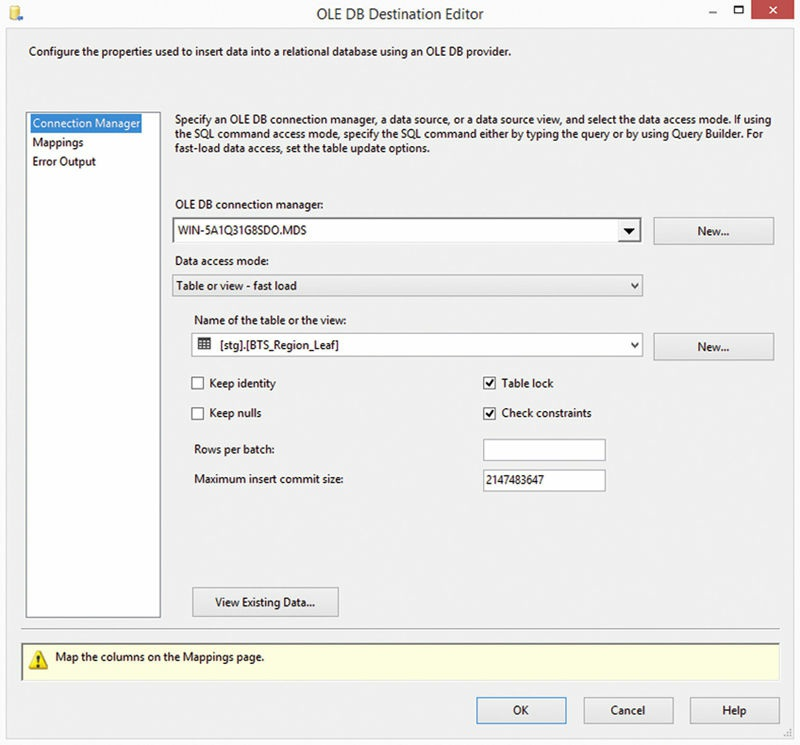 OLE DB Destination Editor
Configure the properties used to insert data into a relational database using an OLE DB provider.
Connection Manager
Mappings
Error Output
Specify an OLE DB connection manager, a data source, or a data source view, and select the data access mode. If using
the SQL command access mode, specify the SQL command either by typing the query or by using Query Builder. For
fast-load data access, set the table update options.
OLE DB connection manager:
WIN-5A1Q31G8SDO.MDS
New...
Data access mode:
Table or view - fast load
Name of the table or the view:
[stg].[BTS_Region_Leaf]
New...
Keep identity
Table lock
Keep nulls
Check constraints
Rows per batch:
Maximum insert commit size:
2147483647
View Existing Data...
Map the columns on the Mappings page.
OK
Cancel
Help